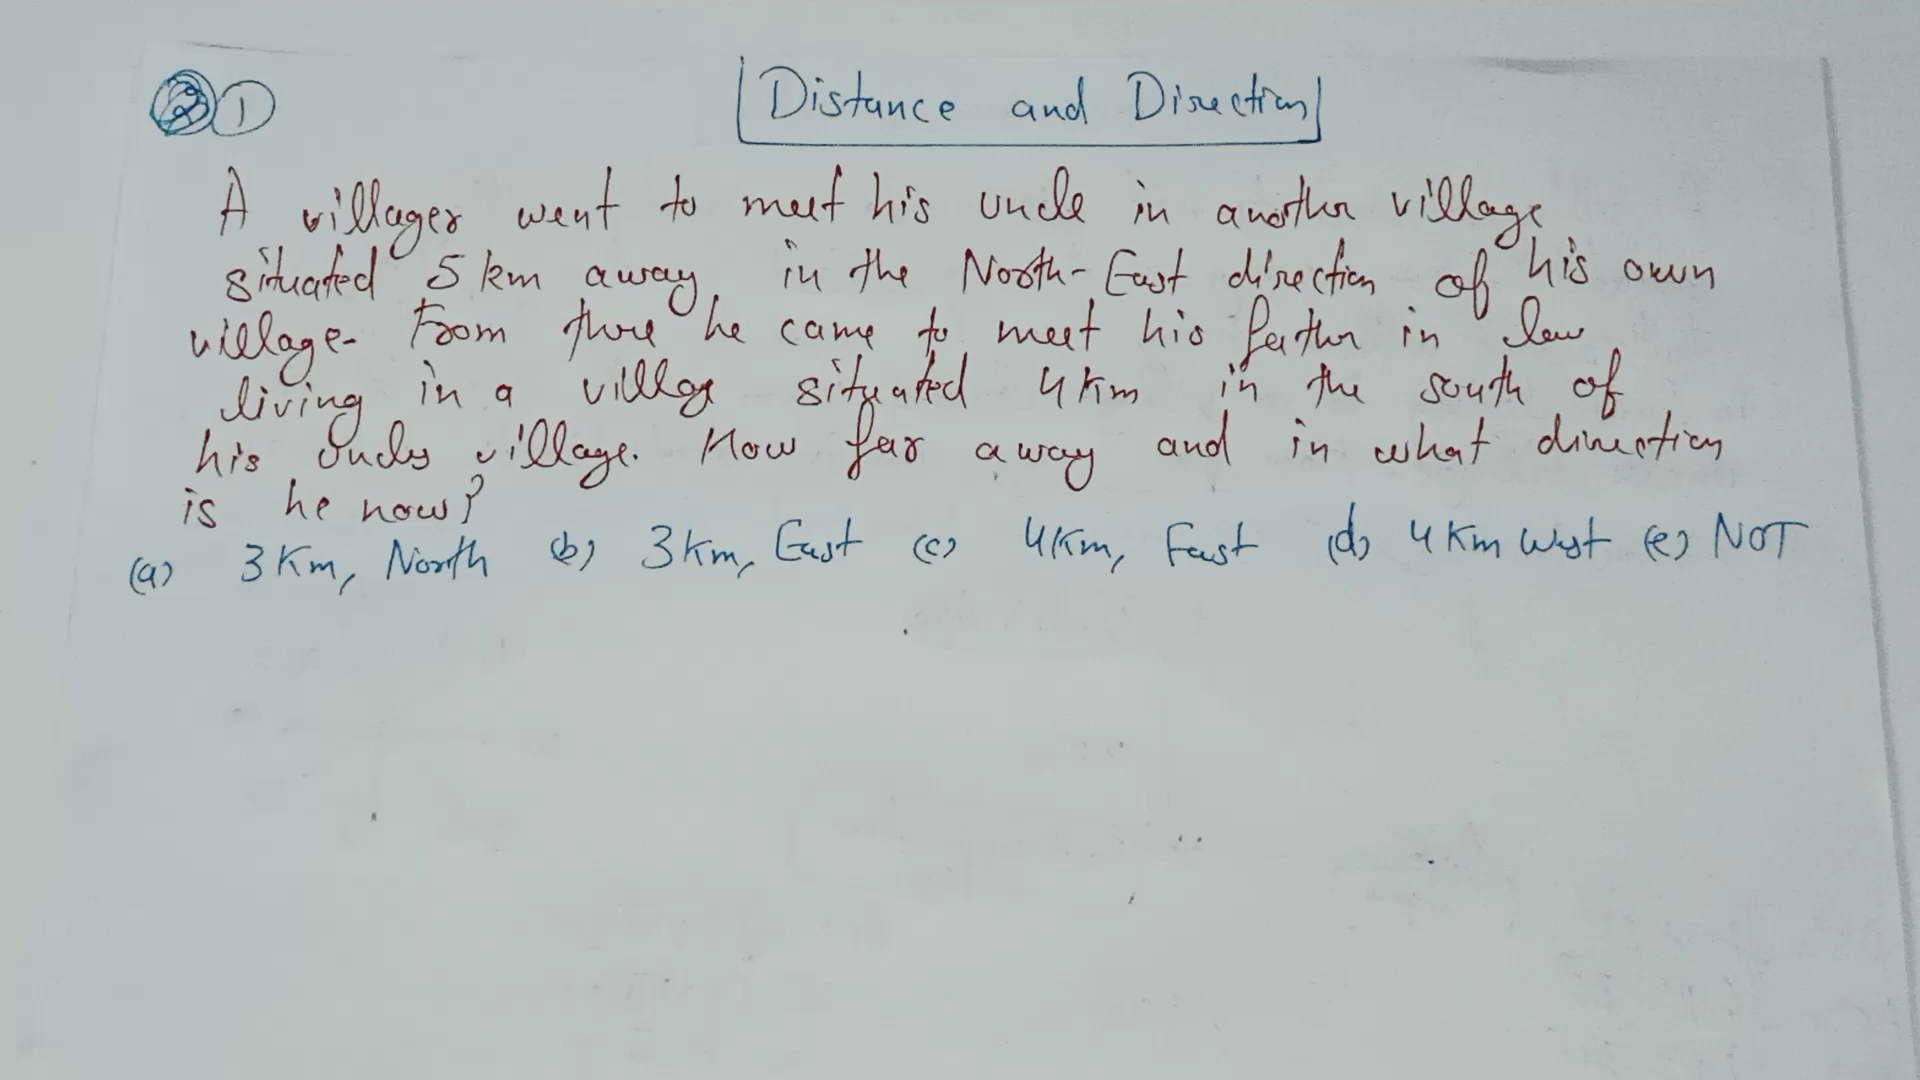 ① Distance and Direction
A villager went to meet his uncle in another village
situated 5 km away in the North-East direction of his own
village. From there he came to meet his father in law
living in a village situated 4 km in the south of
his uncles village. How far away and in what direction
is he now?
(a) 3 Km, North (b) 3 Km, East (c) 4 Km, East (d) 4 Km West (e) NOT